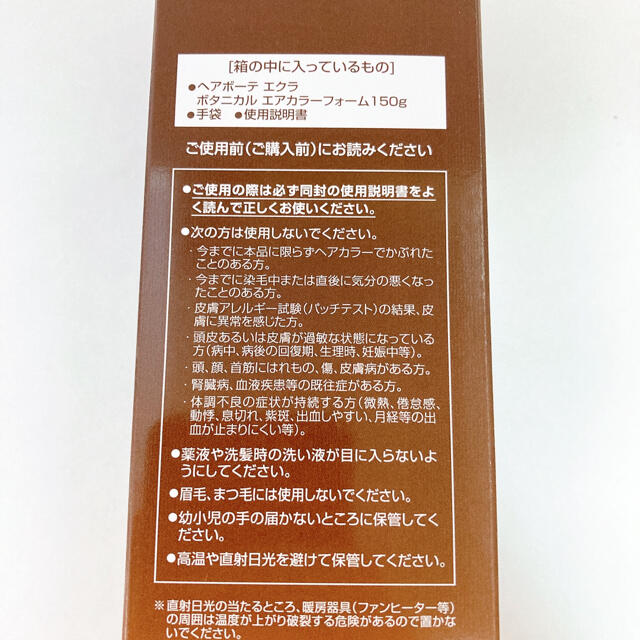 [箱の中に入っているもの]
●ヘアボーテ エクラ
ボタニカル エアカラーフォーム150g
●手袋 ●使用説明書
ご使用前(ご購入前)にお読みください
●ご使用の際は必ず同封の使用説明書をよ
く読んで正しくお使いください。
●次の方は使用しないでください。
・今までに本品に限らずヘアカラーでかぶれた
ことのある方。
・今までに染毛中または直後に気分の悪くなっ
たことのある方。
・皮膚アレルギー試験(パッチテスト)の結果、皮
膚に異常を感じた方。
・頭皮あるいは皮膚が過敏な状態になっている
方(病中、病後の回復期、生理時、妊娠中等)。
・頭、顔、首筋にはれもの、傷、皮膚病がある方。
・腎臓病、血液疾患等の既往症がある方。
・体調不良の症状が持続する方(微熱、倦怠感、
動悸、息切れ、紫斑、出血しやすい、月経等の出
血が止まりにくい等)。
●薬液や洗髪時の洗い液が目に入らないよ
うにしてください。
●眉毛、まつ毛には使用しないでください。
●幼小児の手の届かないところに保管してく
ださい。
●高温や直射日光を避けて保管してください。
※直射日光の当たるところ、暖房器具(ファンヒーター等)
の周囲は温度が上がり破裂する危険があるので置かな
いでください。